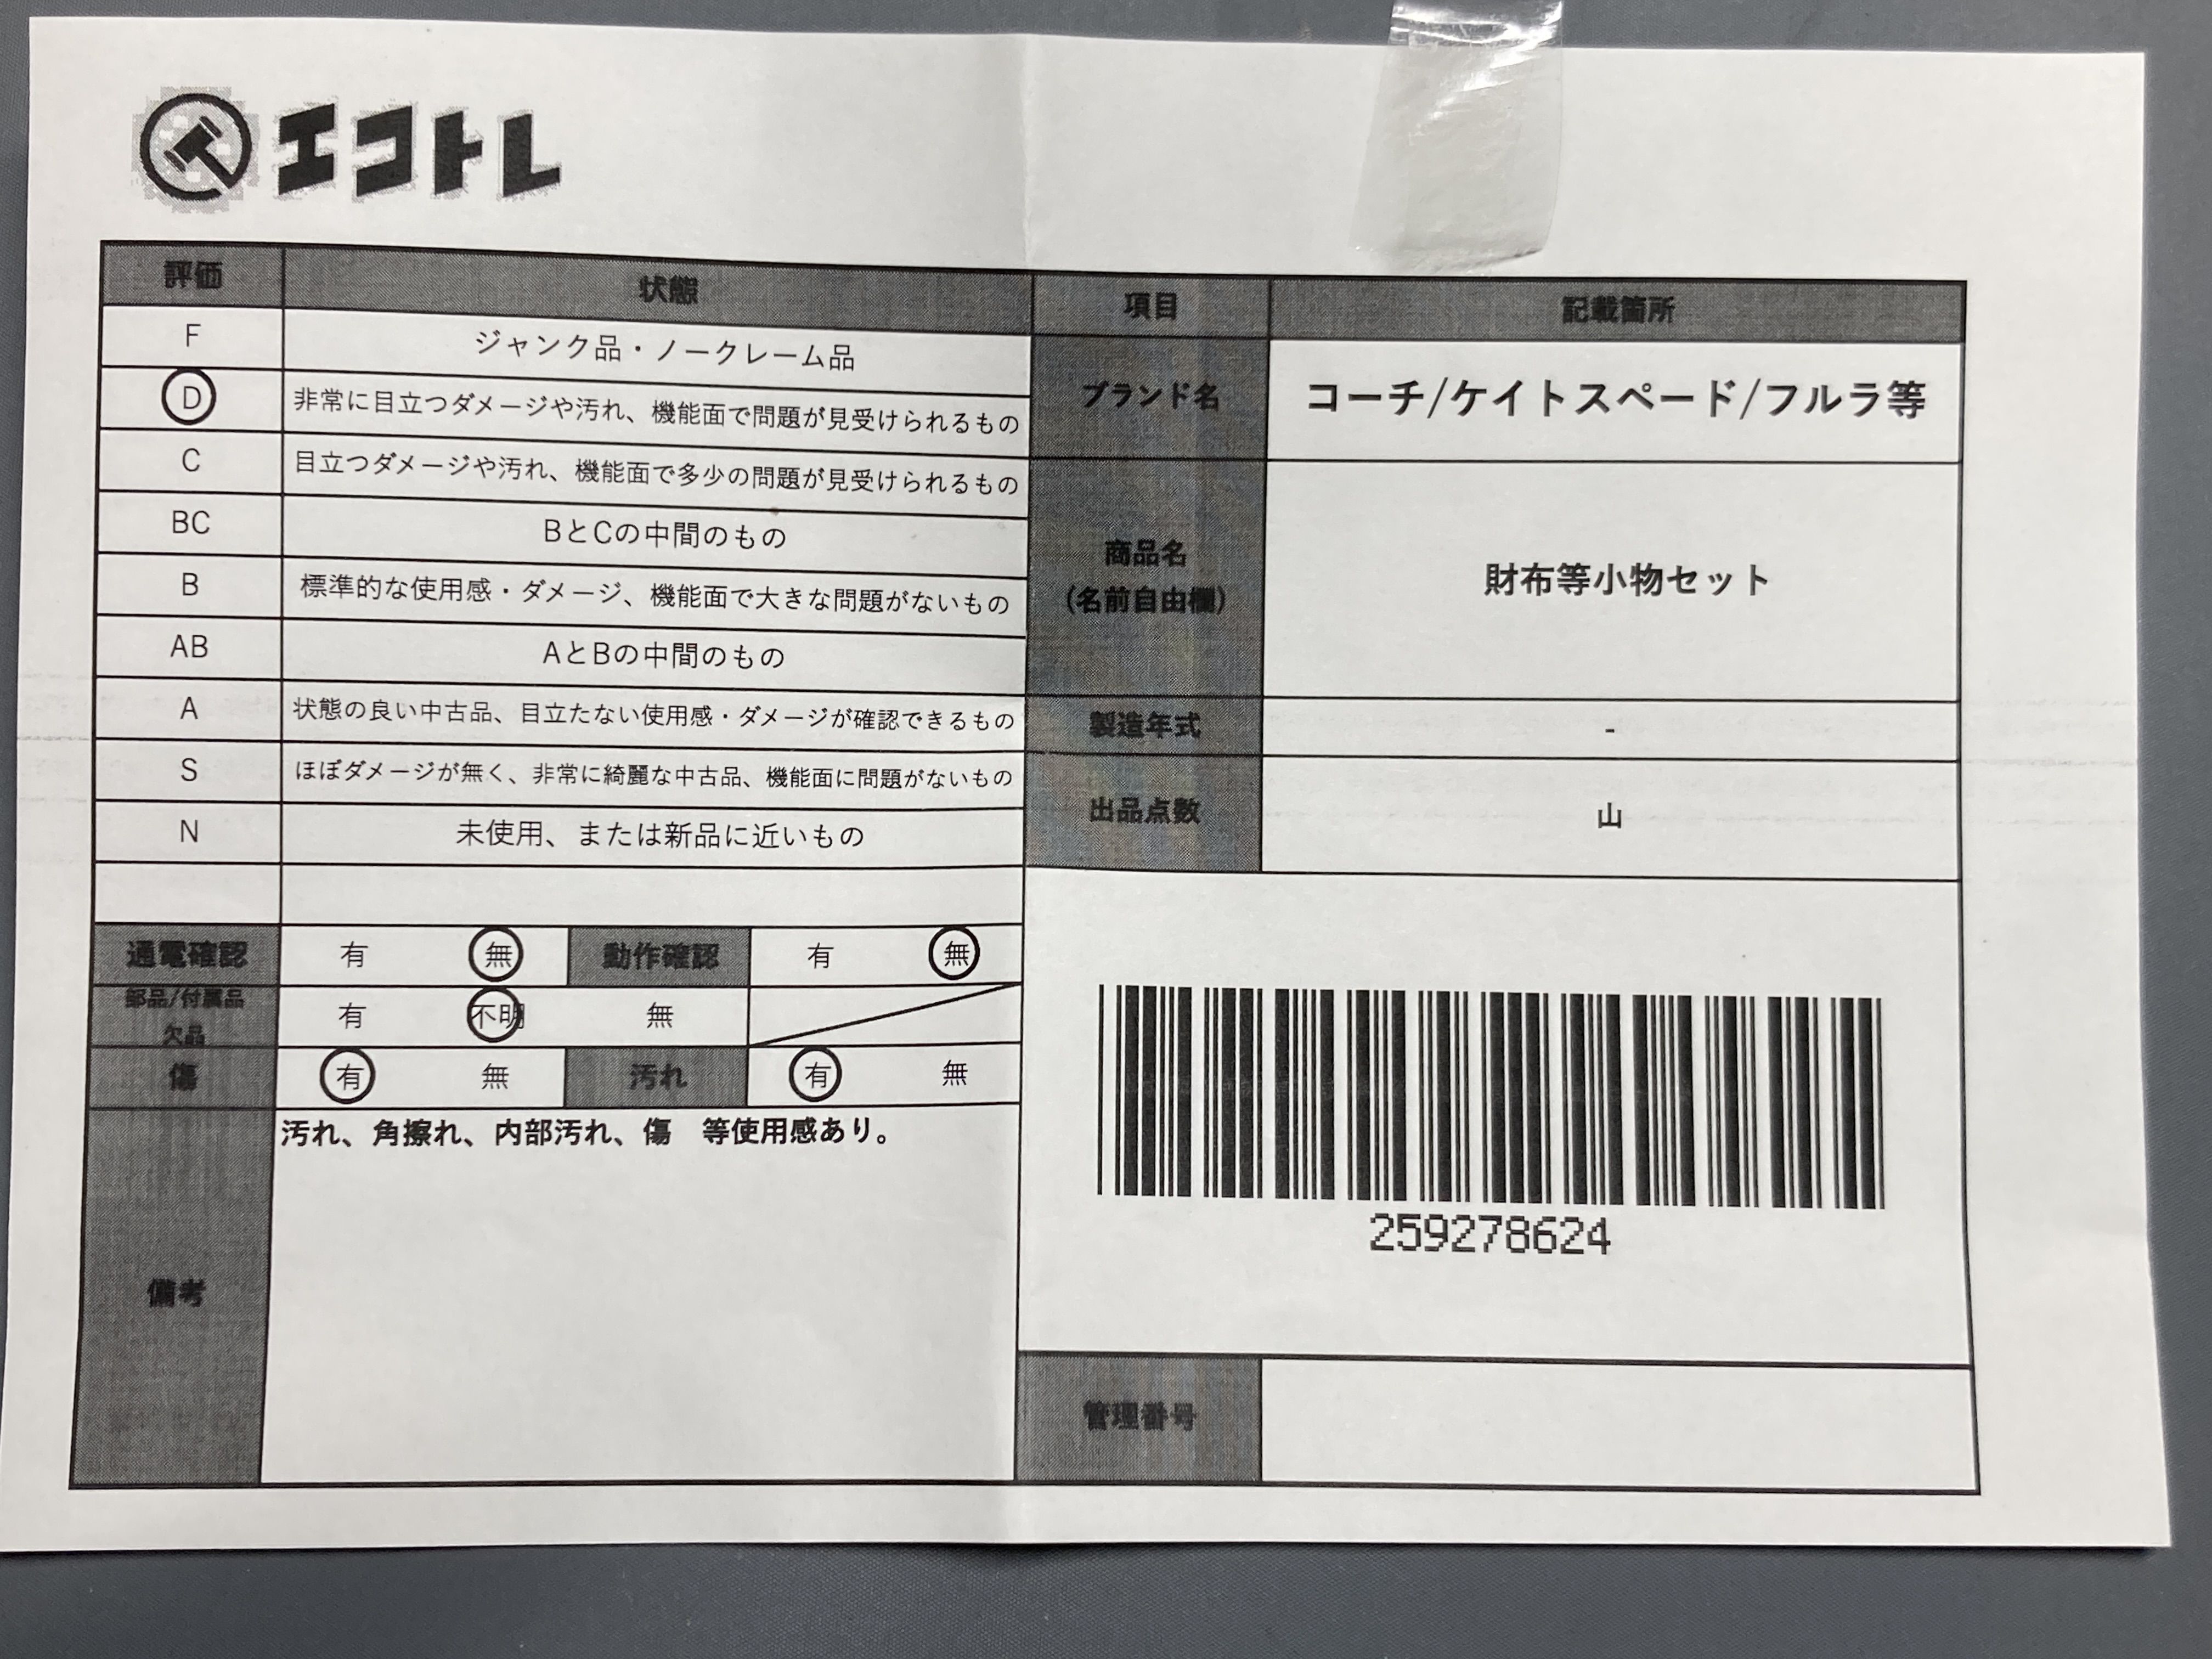 エコトレ
評価 状態
F ジャンク品・ノークレーム品
D 非常に目立つダメージや汚れ、機能面で問題が見受けられるもの
C 目立つダメージや汚れ、機能面で多少の問題が見受けられるもの
BC BとCの中間のもの
B 標準的な使用感・ダメージ、機能面で大きな問題がないもの
AB AとBの中間のもの
A 状態の良い中古品、目立たない使用感・ダメージが確認できるもの
S ほぼダメージが無く、非常に綺麗な中古品、機能面に問題がないもの
N 未使用、または新品に近いもの
通電確認 有 無 動作確認 有 無
部品/付属品
欠品 有 不明 無
傷 有 無 汚れ 有 無
備考 汚れ、角擦れ、内部汚れ、傷　等使用感あり。
項目 記載箇所
ブランド名 コーチ/ケイトスペード/フルラ等
商品名
(名前自由欄) 財布等小物セット
製造年式 -
出品点数 山
259278624
管理番号